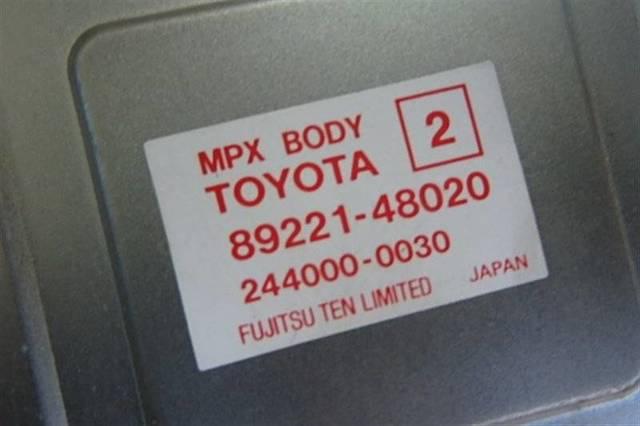 MPX BODY
2
TOYOTA
89221-48020
244000-0030
FUJITSU TEN LIMITED JAPAN